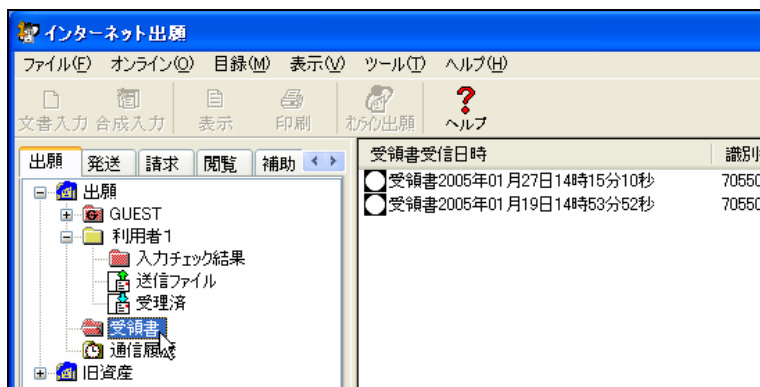 インターネット出願
ファイル(F) オンライン(O) 目録(M) 表示(V) ツール(T) ヘルプ(H)
文書入力 合成入力 表示 印刷 オンライン出願 ヘルプ
出願 発送 請求 閲覧 補助
受領書受信日時 識別
受領書2005年01月27日14時15分10秒 70550
受領書2005年01月19日14時53分52秒 70550
出願
GUEST
利用者1
入力チェック結果
送信ファイル
受理済
受領書
通信履歴
旧資産